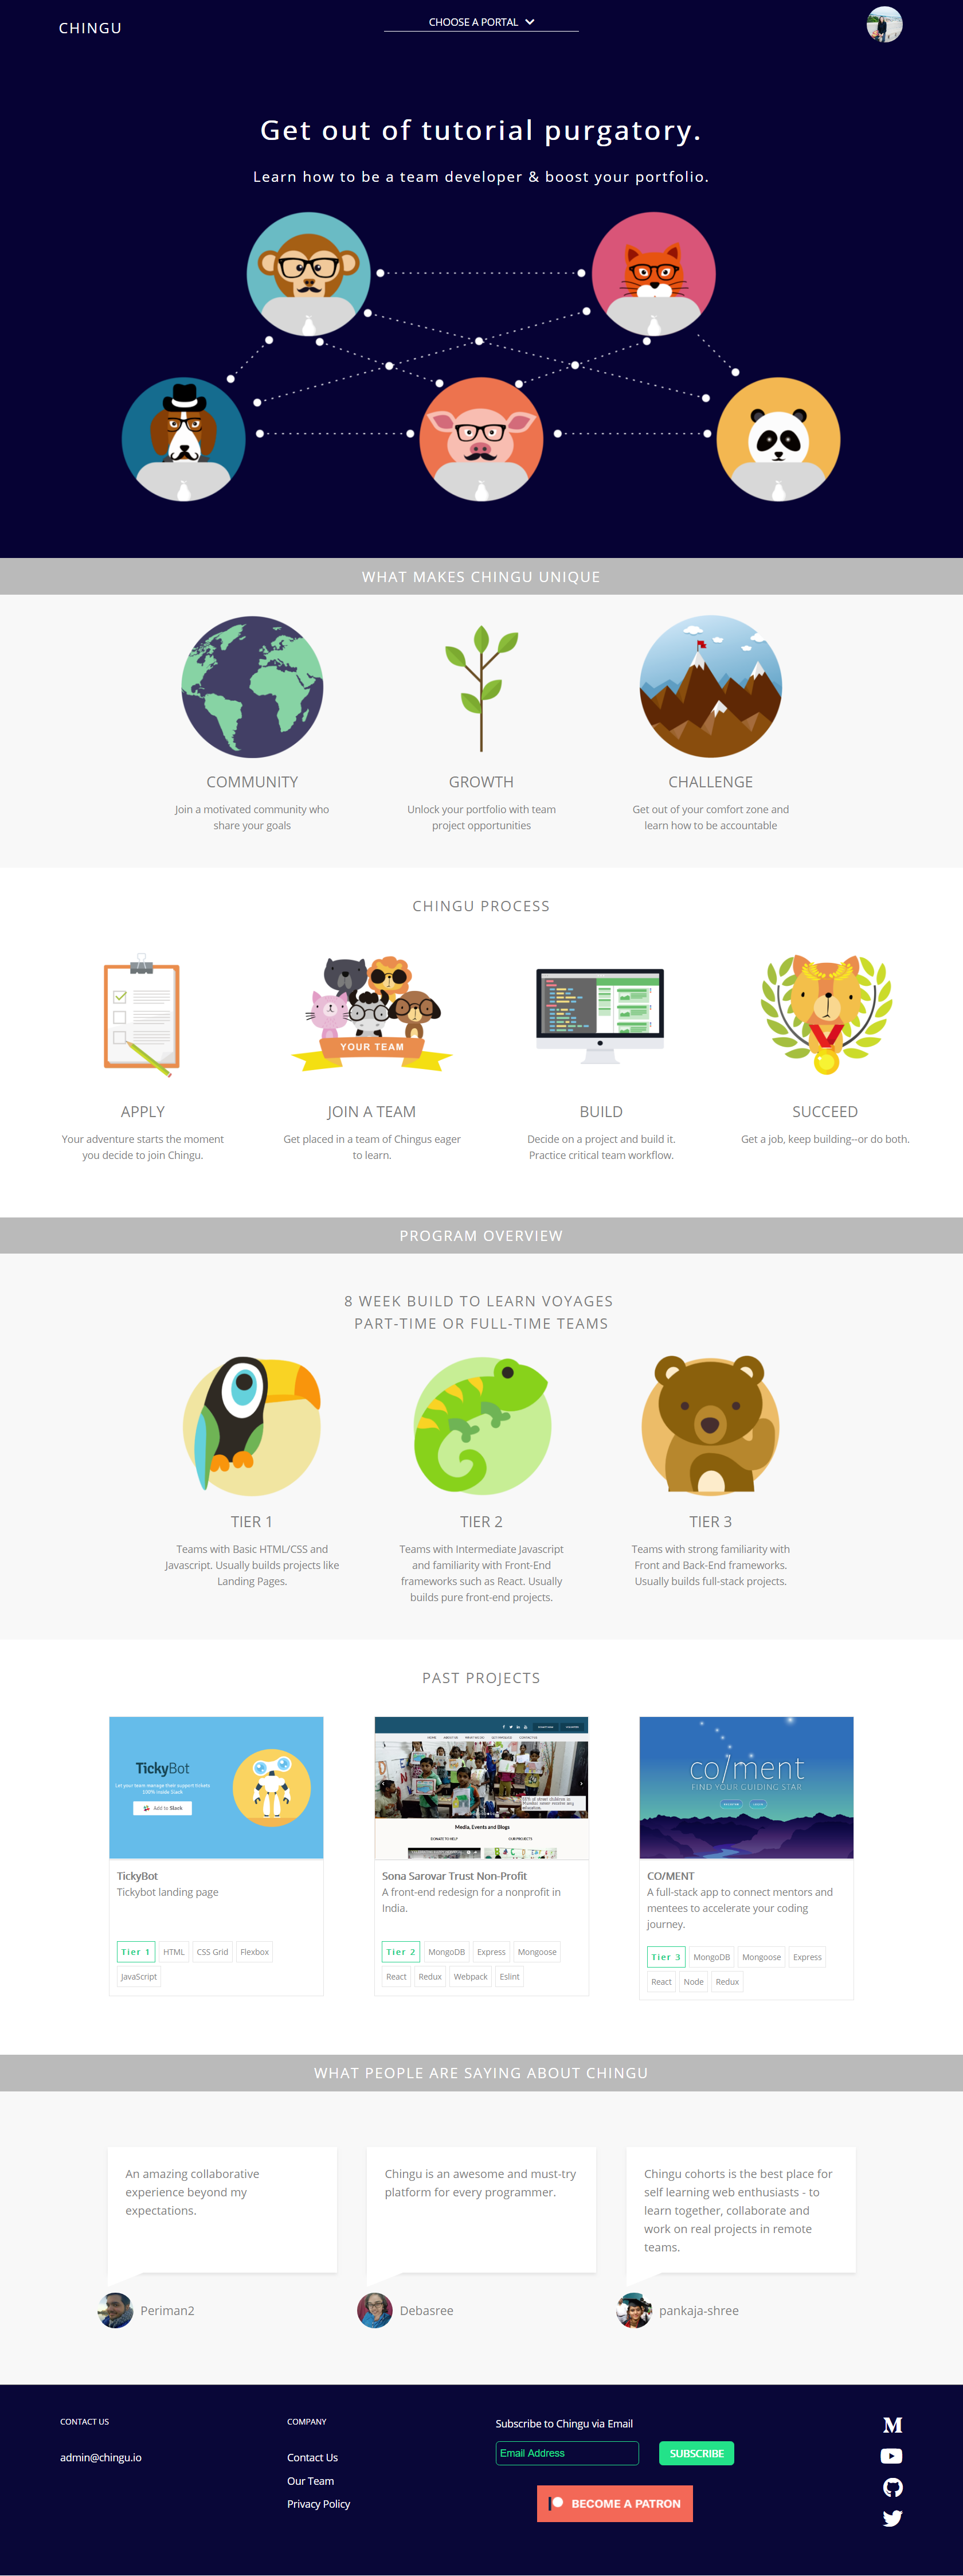 CHINGU
CHOOSE A PORTAL
Get out of tutorial purgatory.
Learn how to be a team developer & boost your portfolio.
WHAT MAKES CHINGU UNIQUE
COMMUNITY
Join a motivated community who
share your goals
GROWTH
Unlock your portfolio with team
project opportunities
CHALLENGE
Get out of your comfort zone and
learn how to be accountable
CHINGU PROCESS
YOUR TEAM
APPLY
Your adventure starts the moment
you decide to join Chingu.
JOIN A TEAM
Get placed in a team of Chingus eager
to learn.
BUILD
Decide on a project and build it.
Practice critical team workflow.
SUCCEED
Get a job, keep building--or do both.
PROGRAM OVERVIEW
8 WEEK BUILD TO LEARN VOYAGES
PART-TIME OR FULL-TIME TEAMS
TIER 1
Teams with Basic HTML/CSS and
Javascript. Usually builds projects like
Landing Pages.
TIER 2
Teams with Intermediate Javascript
and familiarity with Front-End
frameworks such as React. Usually
builds pure front-end projects.
TIER 3
Teams with strong familiarity with
Front and Back-End frameworks.
Usually builds full-stack projects.
PAST PROJECTS
TickyBot
Let your team manage their support tickets
100% inside Slack
Add to Slack
TickyBot
Tickybot landing page
Tier 1 HTML CSS Grid Flexbox
JavaScript
Media, Events and Blogs
DONATE TO HELP OUR PROJECTS
Sona Sarovar Trust Non-Profit
A front-end redesign for a nonprofit in
India.
Tier 2 MongoDB Express Mongoose
React Redux Webpack Eslint
co/ment
FIND YOUR GUIDING STAR
CO/MENT
A full-stack app to connect mentors and
mentees to accelerate your coding
journey.
Tier 3 MongoDB Mongoose Express
React Node Redux
WHAT PEOPLE ARE SAYING ABOUT CHINGU
An amazing collaborative
experience beyond my
expectations.
Periman2
Chingu is an awesome and must-try
platform for every programmer.
Debasree
Chingu cohorts is the best place for
self learning web enthusiasts - to
learn together, collaborate and
work on real projects in remote
teams.
pankaja-shree
CONTACT US
admin@chingu.io
COMPANY
Contact Us
Our Team
Privacy Policy
Subscribe to Chingu via Email
Email Address
SUBSCRIBE
BECOME A PATRON